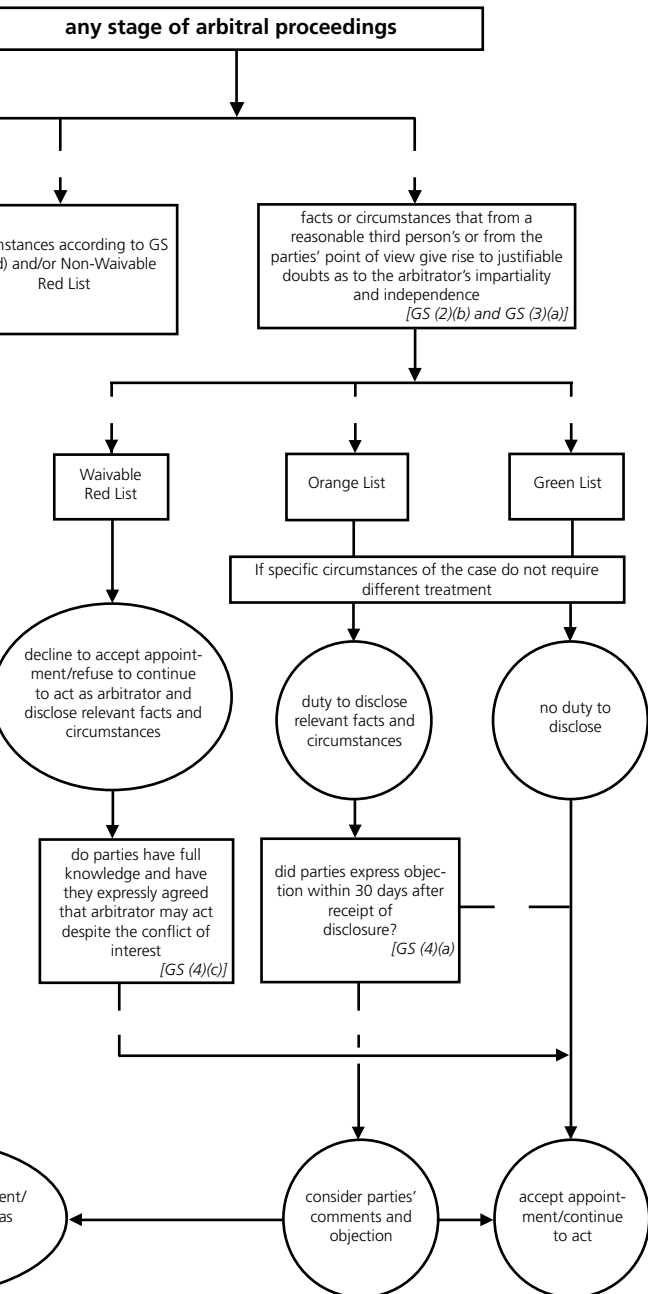 any stage of arbitral proceedings
according to GS
and/or Non-Waivable
Red List
facts or circumstances that from a
reasonable third person's or from the
parties' point of view give rise to justifiable
doubts as to the arbitrator's impartiality
and independence
[GS (2)(b) and GS (3)(a)]
Waivable
Red List
Orange List
Green List
If specific circumstances of the case do not require
different treatment
decline to accept appoint-
ment/refuse to continue
to act as arbitrator and
disclose relevant facts and
circumstances
duty to disclose
relevant facts and
circumstances
no duty to
disclose
do parties have full
knowledge and have
they expressly agreed
that arbitrator may act
despite the conflict of
interest
[GS (4)(c)]
did parties express objec-
tion within 30 days after
receipt of
disclosure?
[GS (4)(a)
ent/
as
consider parties'
comments and
objection
accept appoint-
ment/continue
to act